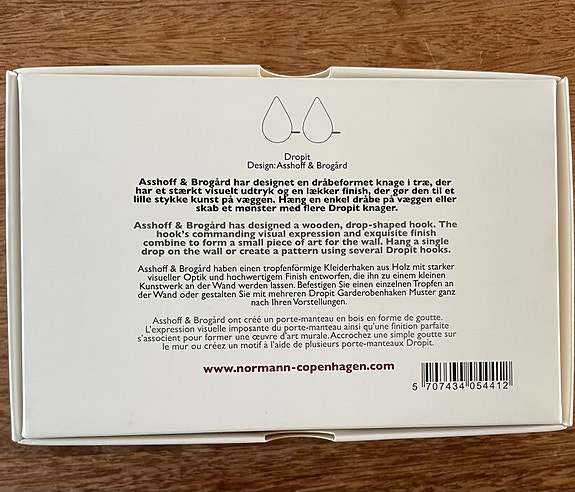 Dropit
Design: Asshoff & Brogård
Asshoff & Brogård har designet en dråbeformet knage i træ, der
har et stærkt visuelt udtryk og en lækker finish, der gør den til et
lille stykke kunst på væggen. Hæng en enkel dråbe på væggen eller
skab et mønster med flere Dropit knager.
Asshoff & Brogård has designed a wooden, drop-shaped hook. The
hook's commanding visual expression and exquisite finish
combine to form a small piece of art for the wall. Hang a single
drop on the wall or create a pattern using several Dropit hooks.
Asshoff & Brogård haben einen tropfenförmige Kleiderhaken aus Holz mit starker
visueller Optik und hochwertigem Finish entworfen, die ihn zu einem kleinen
Kunstwerk an der Wand werden lassen. Befestigen Sie einen einzelnen Tropfen an
der Wand oder gestalten Sie mit mehreren Dropit Garderobenhaken Muster ganz
nach Ihren Vorstellungen.
Asshoff & Brogård ont créé un porte-manteau en bois en forme de goutte.
L'expression visuelle imposante du porte-manteau ainsi qu'une finition parfaite
s'associent pour former une œuvre d'art murale. Accrochez une simple goutte sur
le mur ou créez un motif à l'aide de plusieurs porte-manteaux Dropit.
www.normann-copenhagen.com
5 707434 054412